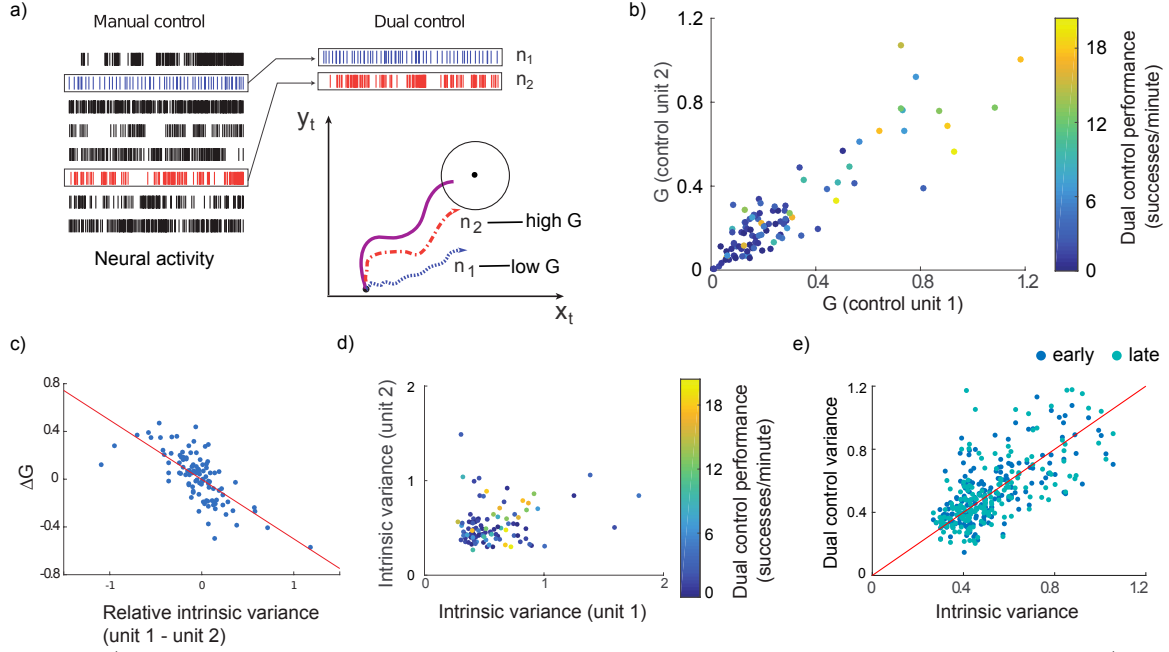 a)
Manual control
Dual control
n1
n2
yt
n2 high G
n1 low G
xt
Neural activity
b)
1.2
0.8
0.4
0
0 0.4 0.8 1.2
G (control unit 2)
G (control unit 1)
18
12
6
0
Dual control performance
(successes/minute)
c)
0.8
0.4
0
-0.4
-0.8
-1 0 1
ΔG
Relative intrinsic variance
(unit 1 - unit 2)
d)
2
1
0
0 1 2
Intrinsic variance (unit 2)
Intrinsic variance (unit 1)
18
12
6
0
Dual control performance
(successes/minute)
e)
early late
1.2
0.8
0.4
0
0 0.4 0.8 1.2
Dual control variance
Intrinsic variance